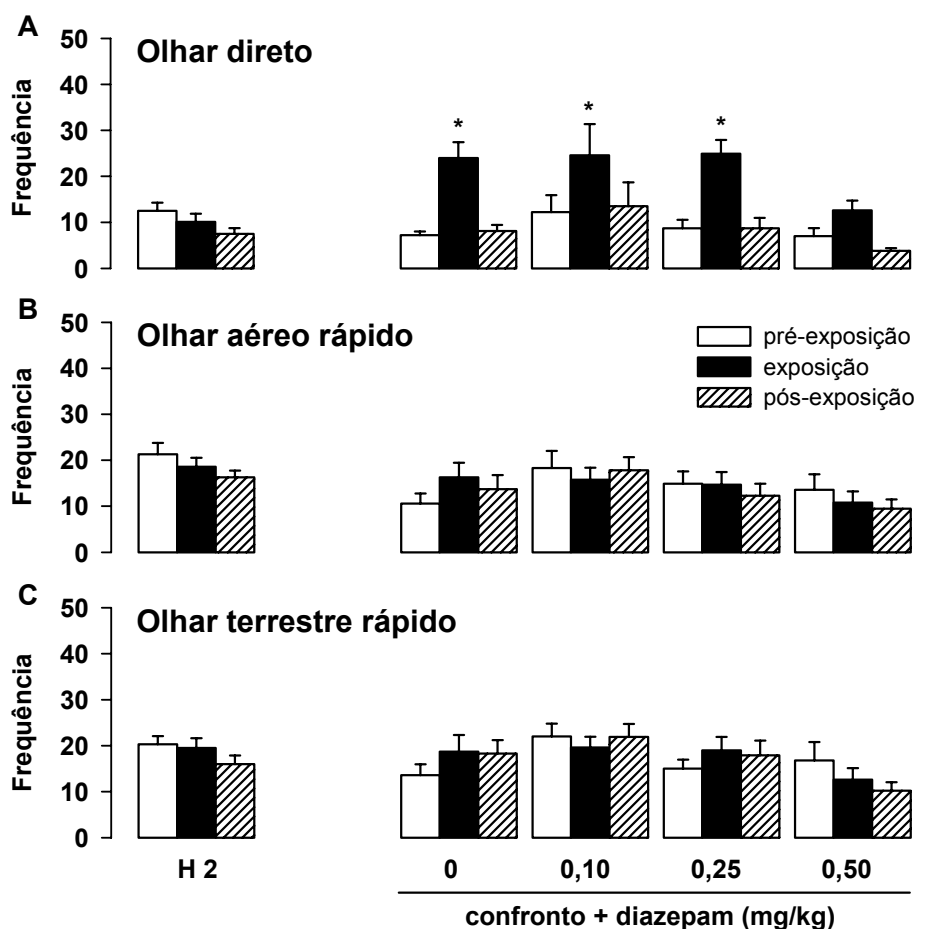 A
50
40
30
20
10
0
Frequência
Olhar direto
* * *
B
50
40
30
20
10
0
Frequência
Olhar aéreo rápido
pré-exposição
exposição
pós-exposição
C
50
40
30
20
10
0
Frequência
Olhar terrestre rápido
H 2 0 0,10 0,25 0,50
confronto + diazepam (mg/kg)